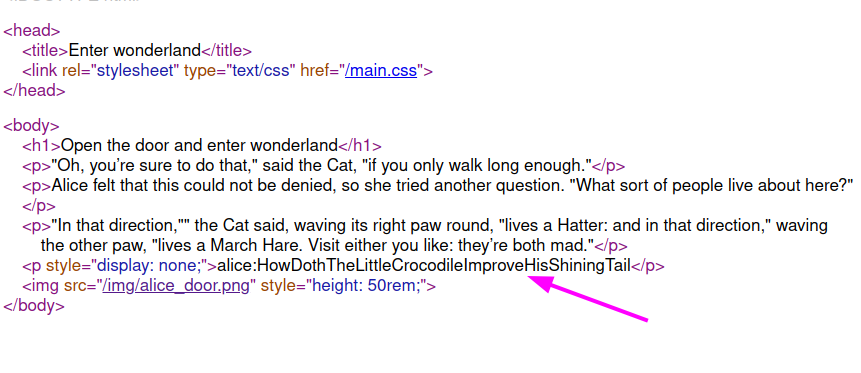 <head>
<title>Enter wonderland</title>
<link rel="stylesheet" type="text/css" href="/main.css">
</head>
<body>
<h1>Open the door and enter wonderland</h1>
<p>"Oh, you’re sure to do that," said the Cat, "if you only walk long enough."</p>
<p>Alice felt that this could not be denied, so she tried another question. "What sort of people live about here?"
</p>
<p>"In that direction,"" the Cat said, waving its right paw round, "lives a Hatter: and in that direction," waving
the other paw, "lives a March Hare. Visit either you like: they’re both mad."</p>
<p style="display: none;">alice:HowDothTheLittleCrocodileImproveHisShiningTail</p>
<img src="/img/alice_door.png" style="height: 50rem;">
</body>